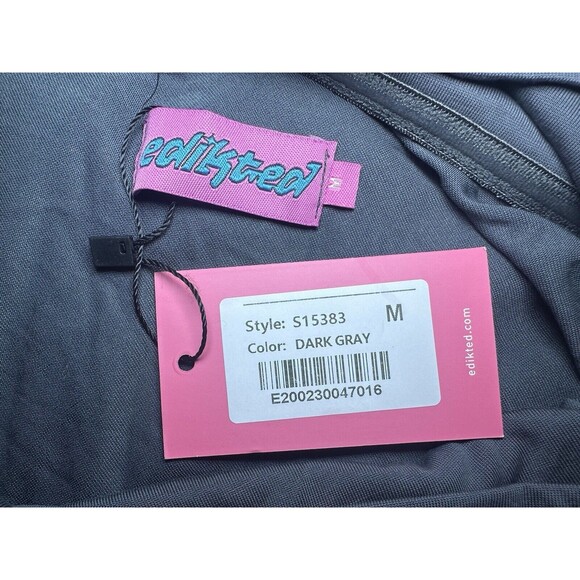 edikted
M
Style: S15383 M
Color: DARK GRAY
E200230047016
edikted.com